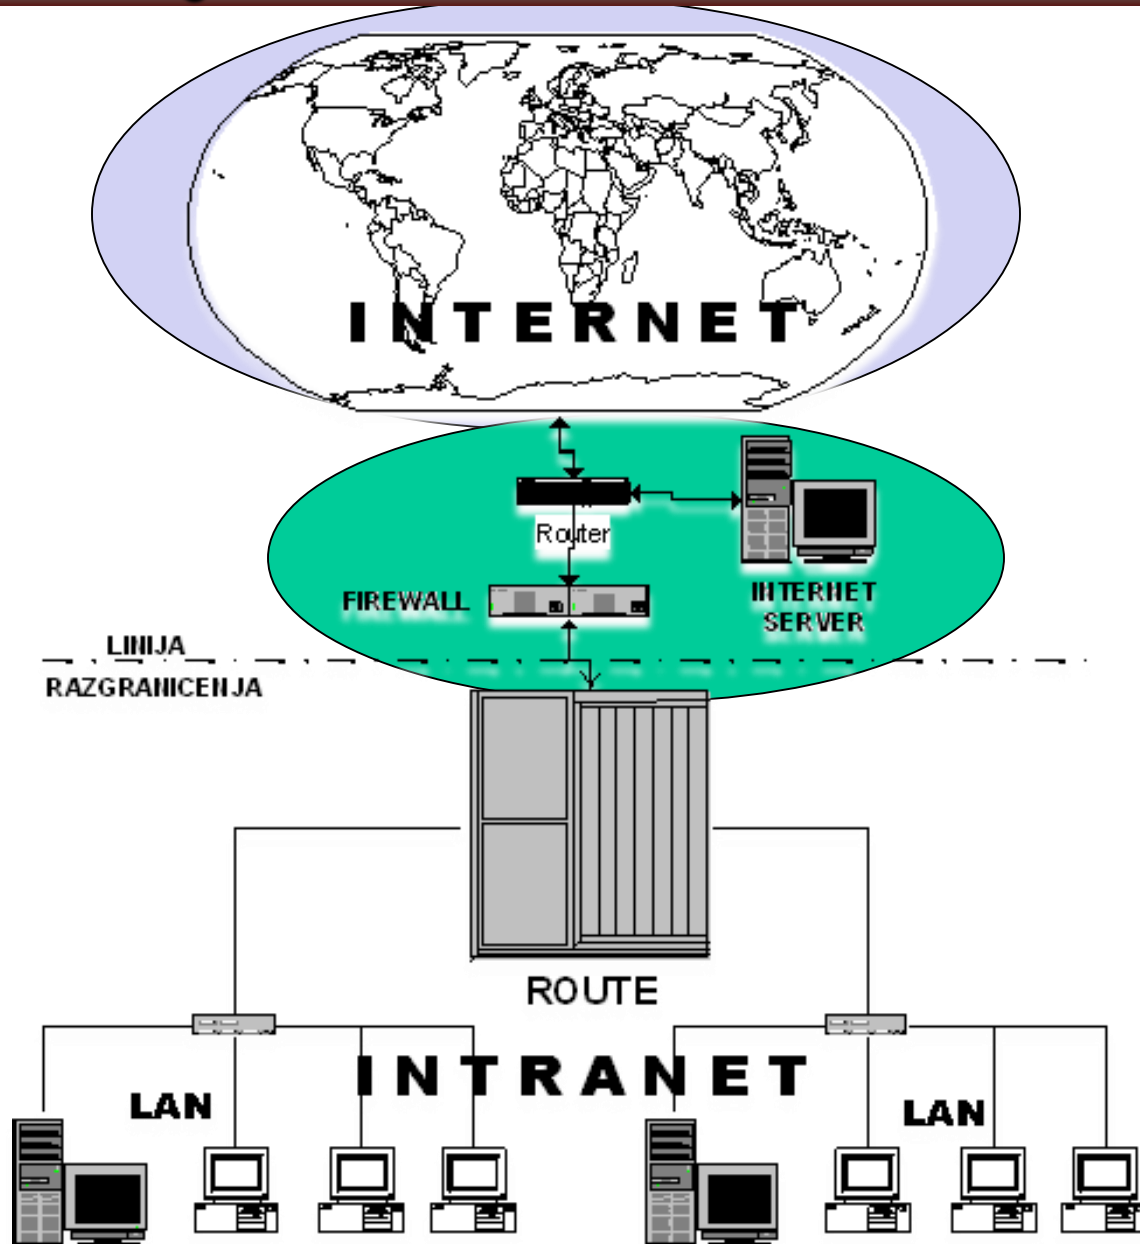 INTERNET
Router
FIREWALL
INTERNET
SERVER
LINIJA
RAZGRANICENJA
ROUTE
INTRANET
LAN
LAN